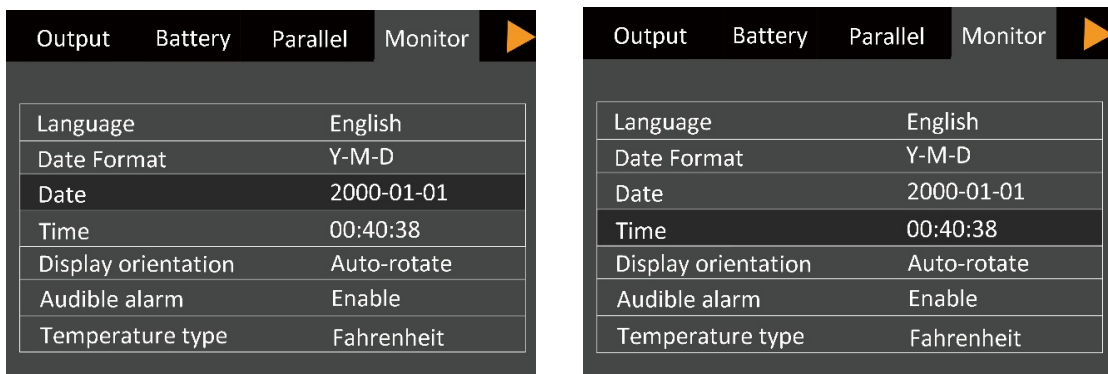 Output Battery Parallel Monitor
Language English
Date Format Y-M-D
Date 2000-01-01
Time 00:40:38
Display orientation Auto-rotate
Audible alarm Enable
Temperature type Fahrenheit
Output Battery Parallel Monitor
Language English
Date Format Y-M-D
Date 2000-01-01
Time 00:40:38
Display orientation Auto-rotate
Audible alarm Enable
Temperature type Fahrenheit